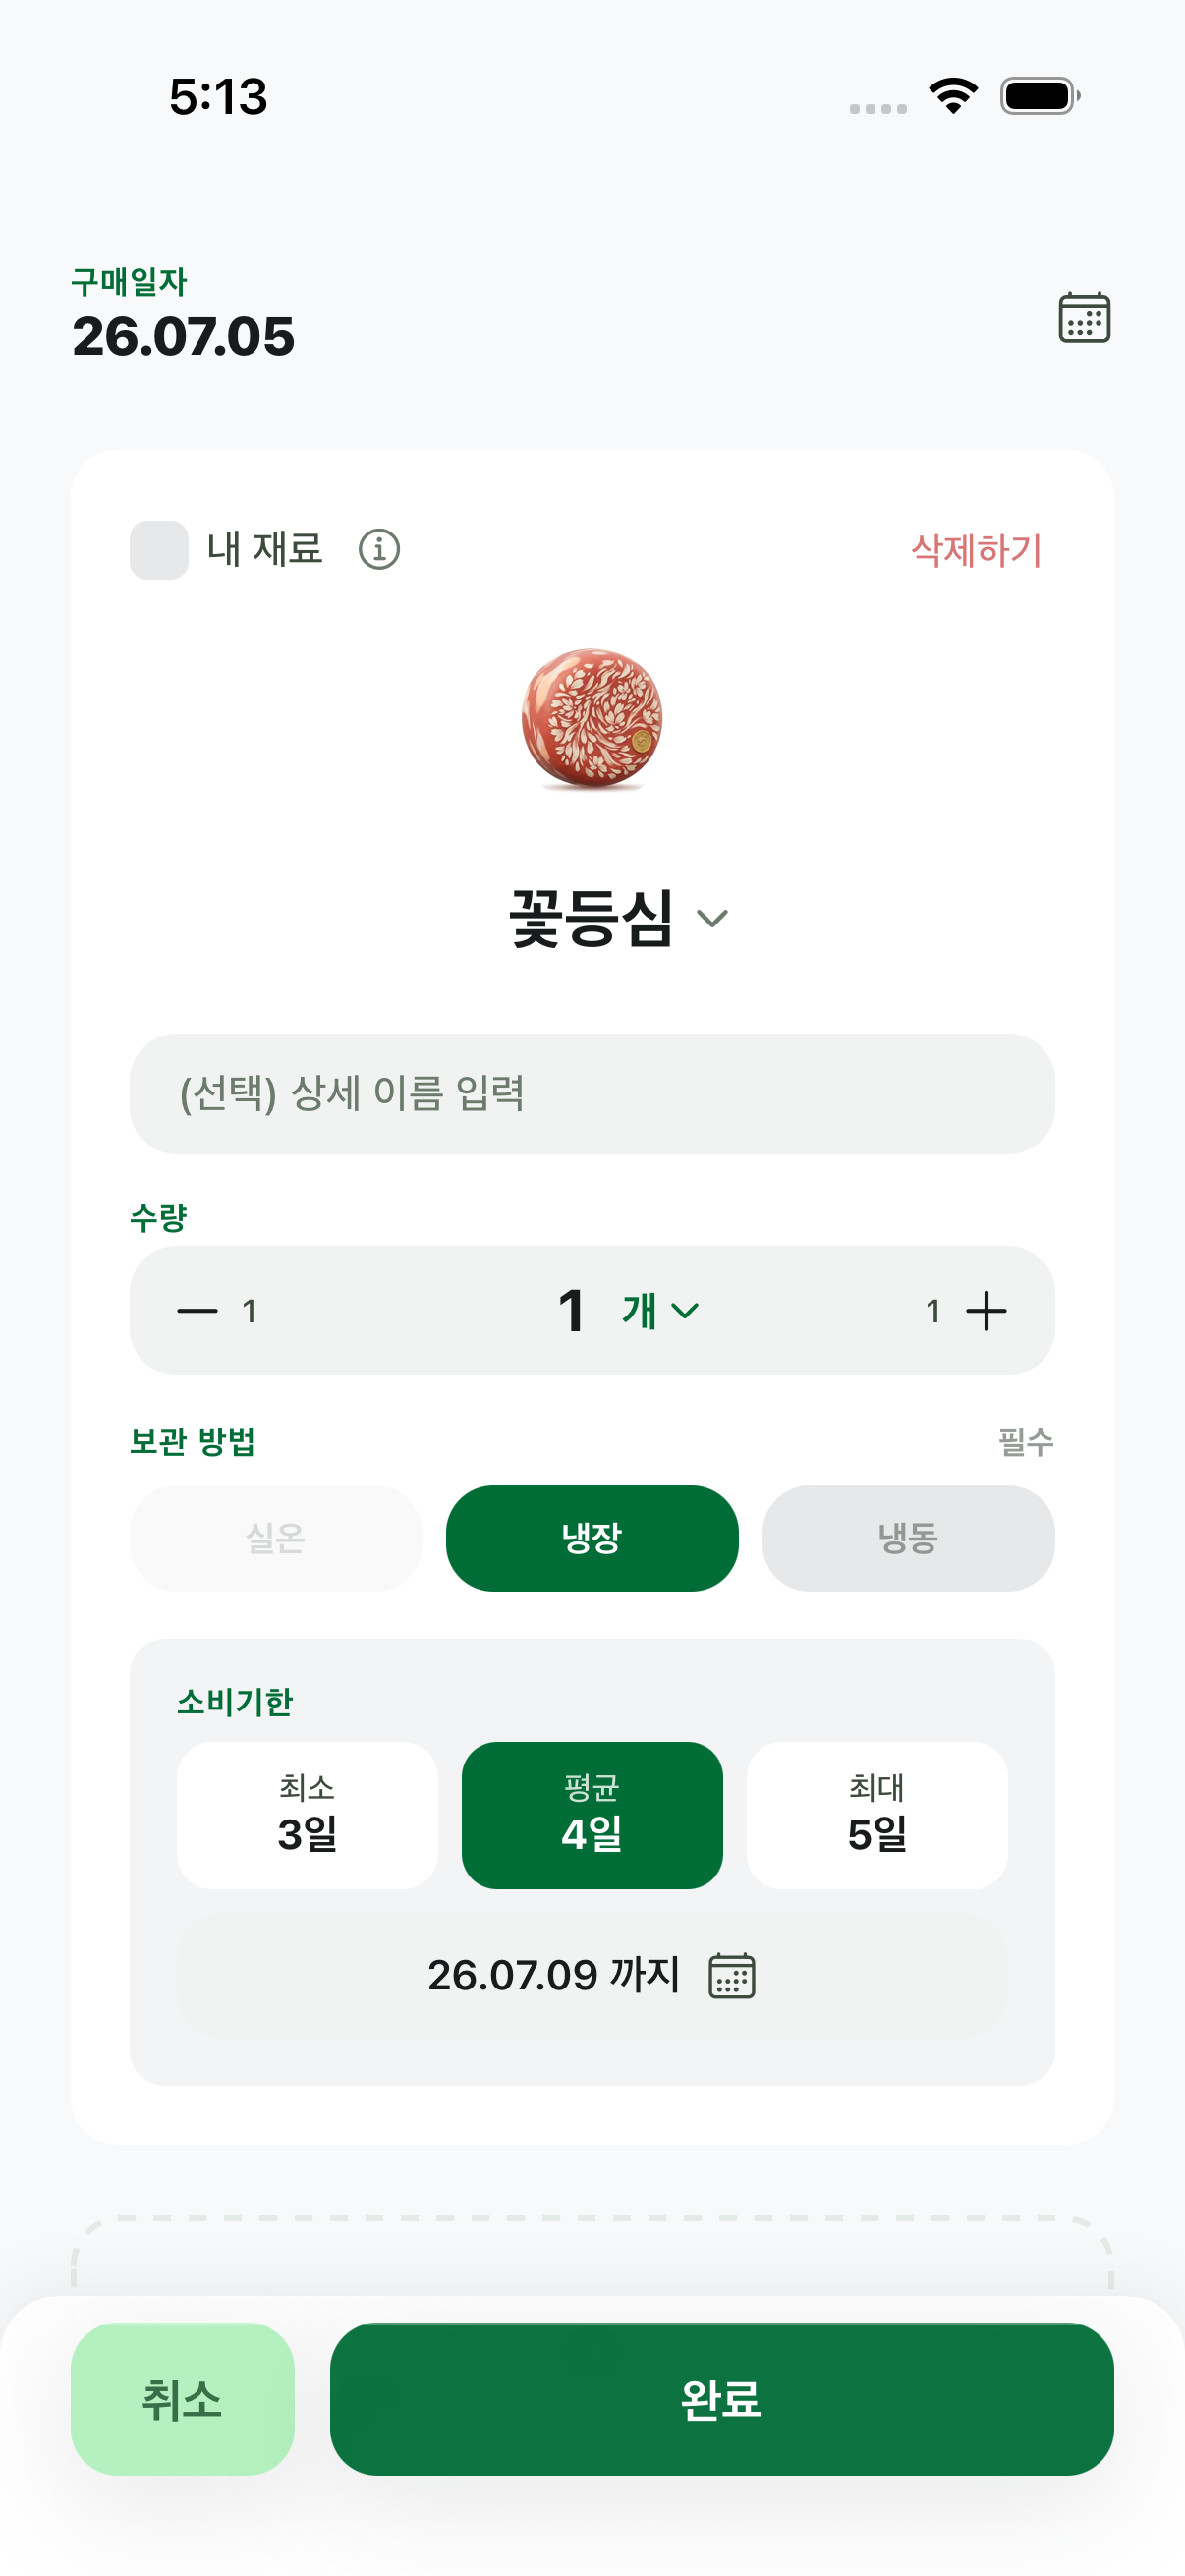 5:13
구매일자
26.07.05
내 재료
삭제하기
꽃등심
(선택) 상세 이름 입력
수량
1 1 개 1
보관 방법 필수
실온 냉장 냉동
소비기한
최소 평균 최대
3일 4일 5일
26.07.09 까지
취소 완료